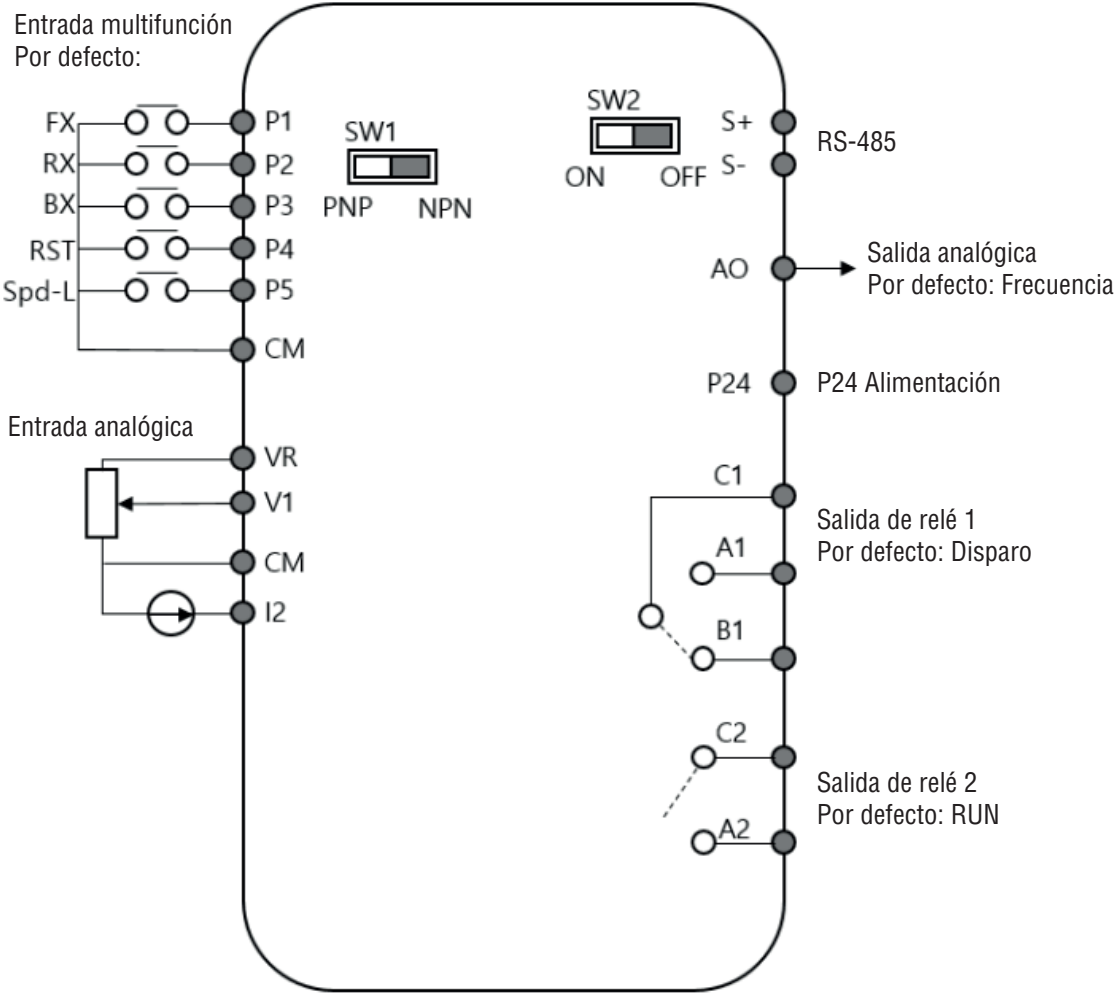 Entrada multifunción
Por defecto:
FX
P1
RX
P2
BX
P3
RST
P4
Spd-L
P5
CM
SW1
PNP NPN
SW2
ON OFF
S+
S-
RS-485
AO
Salida analógica
Por defecto: Frecuencia
P24
P24 Alimentación
Entrada analógica
VR
V1
CM
I2
C1
A1
B1
Salida de relé 1
Por defecto: Disparo
C2
A2
Salida de relé 2
Por defecto: RUN